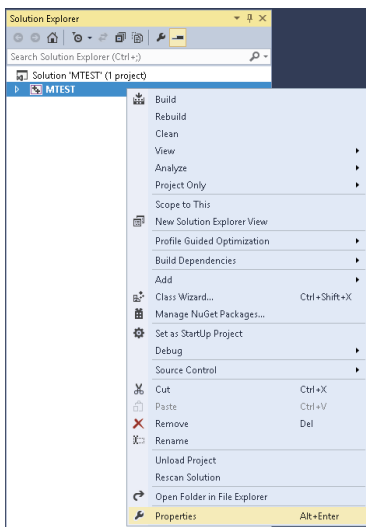 Solution Explorer
Search Solution Explorer (Ctrl+;)
Solution 'MTEST' (1 project)
MTEST
Build
Rebuild
Clean
View
Analyze
Project Only
Scope to This
New Solution Explorer View
Profile Guided Optimization
Build Dependencies
Add
Class Wizard... Ctrl+Shift+X
Manage NuGet Packages...
Set as StartUp Project
Debug
Source Control
Cut Ctrl+X
Paste Ctrl+V
Remove Del
Rename
Unload Project
Rescan Solution
Open Folder in File Explorer
Properties Alt+Enter